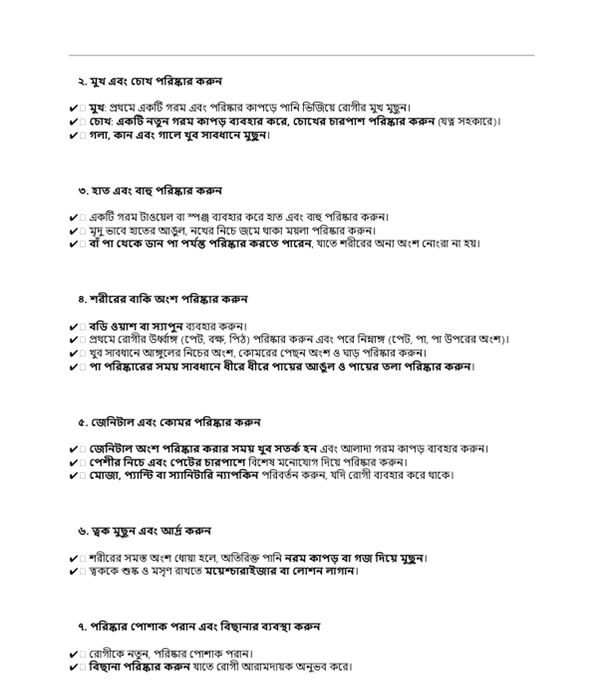 ২. মুখ এবং চোখ পরিষ্কার করুন
✔ □ মুখ: প্রথমে একটি গরম এবং পরিষ্কার কাপড়ে পানি ভিজিয়ে রোগীর মুখ মুছুন।
✔ □ চোখ: একটি নতুন গরম কাপড় ব্যবহার করে, চোখের চারপাশ পরিষ্কার করুন (যত্ন সহকারে)।
✔ □ গলা, কান এবং গালে খুব সাবধানে মুছুন।
৩. হাত এবং বাহু পরিষ্কার করুন
✔ □ একটি গরম টাওয়েল বা স্পঞ্জ ব্যবহার করে হাত এবং বাহু পরিষ্কার করুন।
✔ □ মৃদু ভাবে হাতের আঙুল, নখের নিচে জমে থাকা ময়লা পরিষ্কার করুন।
✔ □ বাঁ পা থেকে ডান পা পর্যন্ত পরিষ্কার করতে পারেন, যাতে শরীরের অন্য অংশ নোংরা না হয়।
৪. শরীরের বাকি অংশ পরিষ্কার করুন
✔ □ বডি ওয়াশ বা স্যাপুন ব্যবহার করুন।
✔ □ প্রথমে রোগীর উর্ধ্বাঙ্গ (পেট, বক্ষ, পিঠ) পরিষ্কার করুন এবং পরে নিম্নাঙ্গ (পেট, পা, পা উপরের অংশ)।
✔ □ খুব সাবধানে আঙ্গুলের নিচের অংশ, কোমরের পেছন অংশ ও ঘাড় পরিষ্কার করুন।
✔ □ পা পরিষ্কারের সময় সাবধানে ধীরে ধীরে পায়ের আঙুল ও পায়ের তলা পরিষ্কার করুন।
৫. জেনিটাল এবং কোমর পরিষ্কার করুন
✔ □ জেনিটাল অংশ পরিষ্কার করার সময় খুব সতর্ক হন এবং আলাদা গরম কাপড় ব্যবহার করুন।
✔ □ পেশীর নিচে এবং পেটের চারপাশে বিশেষ মনোযোগ দিয়ে পরিষ্কার করুন।
✔ □ মোজা, প্যান্টি বা স্যানিটারি ন্যাপকিন পরিবর্তন করুন, যদি রোগী ব্যবহার করে থাকে।
৬. ত্বক মুছুন এবং আর্দ্র করুন
✔ □ শরীরের সমস্ত অংশ ধোয়া হলে, অতিরিক্ত পানি নরম কাপড় বা গজ দিয়ে মুছুন।
✔ □ ত্বককে শুষ্ক ও মসৃণ রাখতে ময়েশ্চারাইজার বা লোশন লাগান।
৭. পরিষ্কার পোশাক পরান এবং বিছানার ব্যবস্থা করুন
✔ □ রোগীকে নতুন, পরিষ্কার পোশাক পরান।
✔ □ বিছানা পরিষ্কার করুন যাতে রোগী আরামদায়ক অনুভব করে।